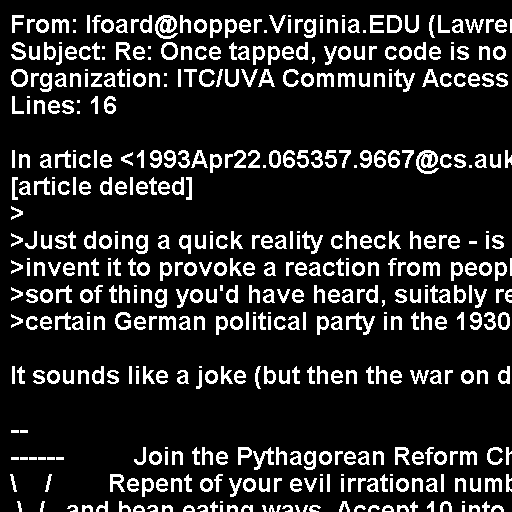 From: lfoard@hopper.Virginia.EDU (Lawre
Subject: Re: Once tapped, your code is no
Organization: ITC/UVA Community Access
Lines: 16

In article <1993Apr22.065357.9667@cs.auk
[article deleted]
>
>Just doing a quick reality check here - is
>invent it to provoke a reaction from peopl
>sort of thing you'd have heard, suitably re
>certain German political party in the 1930

It sounds like a joke (but then the war on d

--
------ Join the Pythagorean Reform Ch
\ / Repent of your evil irrational numb
\ / and bean eating ways. Accept 10 into